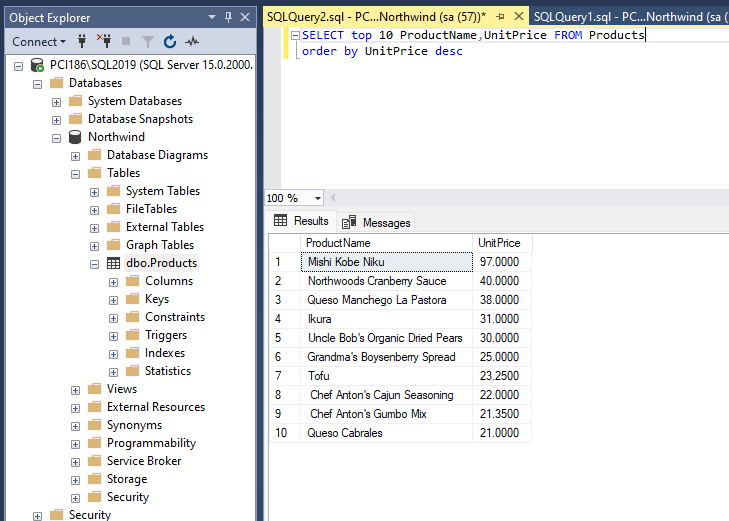 Object Explorer
Connect
PCI186\SQL2019 (SQL Server 15.0.2000.
Databases
System Databases
Database Snapshots
Northwind
Database Diagrams
Tables
System Tables
FileTables
External Tables
Graph Tables
dbo.Products
Columns
Keys
Constraints
Triggers
Indexes
Statistics
Views
External Resources
Synonyms
Programmability
Service Broker
Storage
Security
Security
SQLQuery2.sql - PC...Northwind (sa (57))*
SQLQuery1.sql - PC...Northwind (sa (
SELECT top 10 ProductName,UnitPrice FROM Products
order by UnitPrice desc
100 %
Results Messages
ProductName UnitPrice
1 Mishi Kobe Niku 97.0000
2 Northwoods Cranberry Sauce 40.0000
3 Queso Manchego La Pastora 38.0000
4 Ikura 31.0000
5 Uncle Bob's Organic Dried Pears 30.0000
6 Grandma's Boysenberry Spread 25.0000
7 Tofu 23.2500
8 Chef Anton's Cajun Seasoning 22.0000
9 Chef Anton's Gumbo Mix 21.3500
10 Queso Cabrales 21.0000